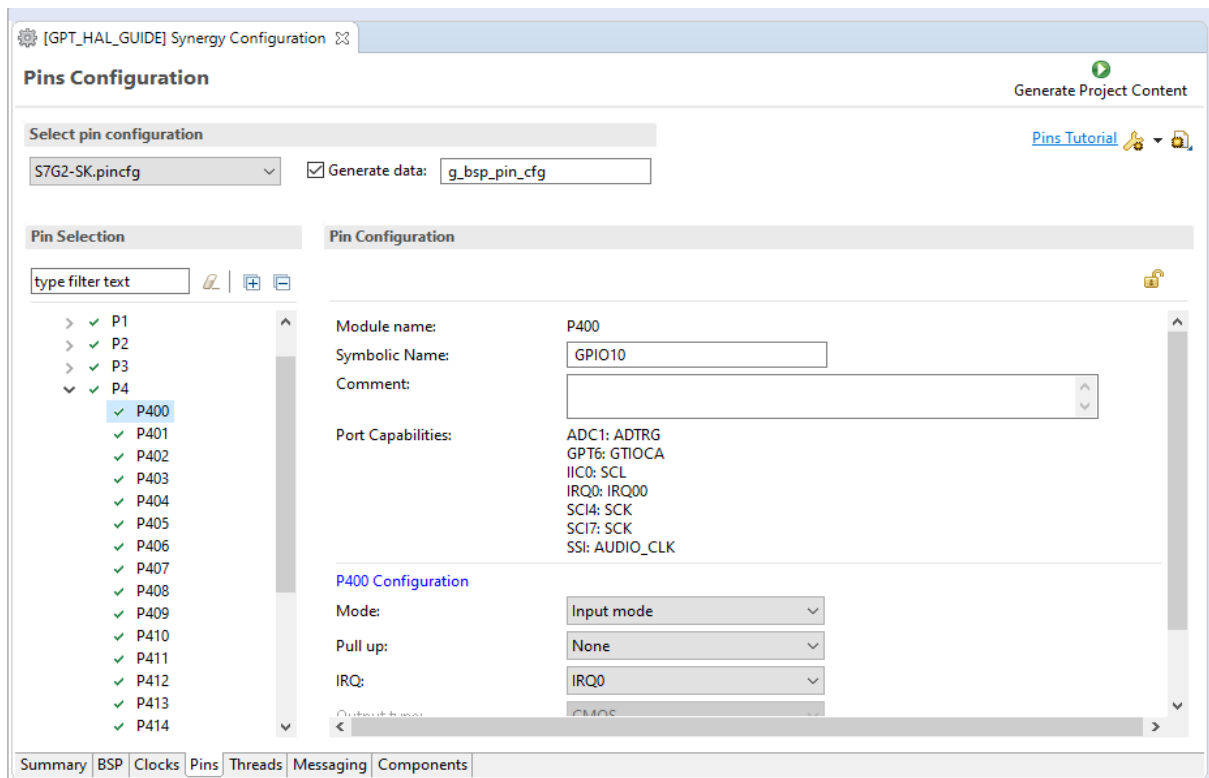 [GPT_HAL_GUIDE] Synergy Configuration
Pins Configuration
Generate Project Content
Select pin configuration
Pins Tutorial
S7G2-SK.pincfg
Generate data: g_bsp_pin_cfg
Pin Selection
Pin Configuration
type filter text
P1
P2
P3
P4
P400
P401
P402
P403
P404
P405
P406
P407
P408
P409
P410
P411
P412
P413
P414
Module name: P400
Symbolic Name: GPIO10
Comment:
Port Capabilities: ADC1: ADTRG
GPT6: GTIOCA
IIC0: SCL
IRQ0: IRQ00
SCI4: SCK
SCI7: SCK
SSI: AUDIO_CLK
P400 Configuration
Mode: Input mode
Pull up: None
IRQ: IRQ0
Output type: CMOS
Summary BSP Clocks Pins Threads Messaging Components